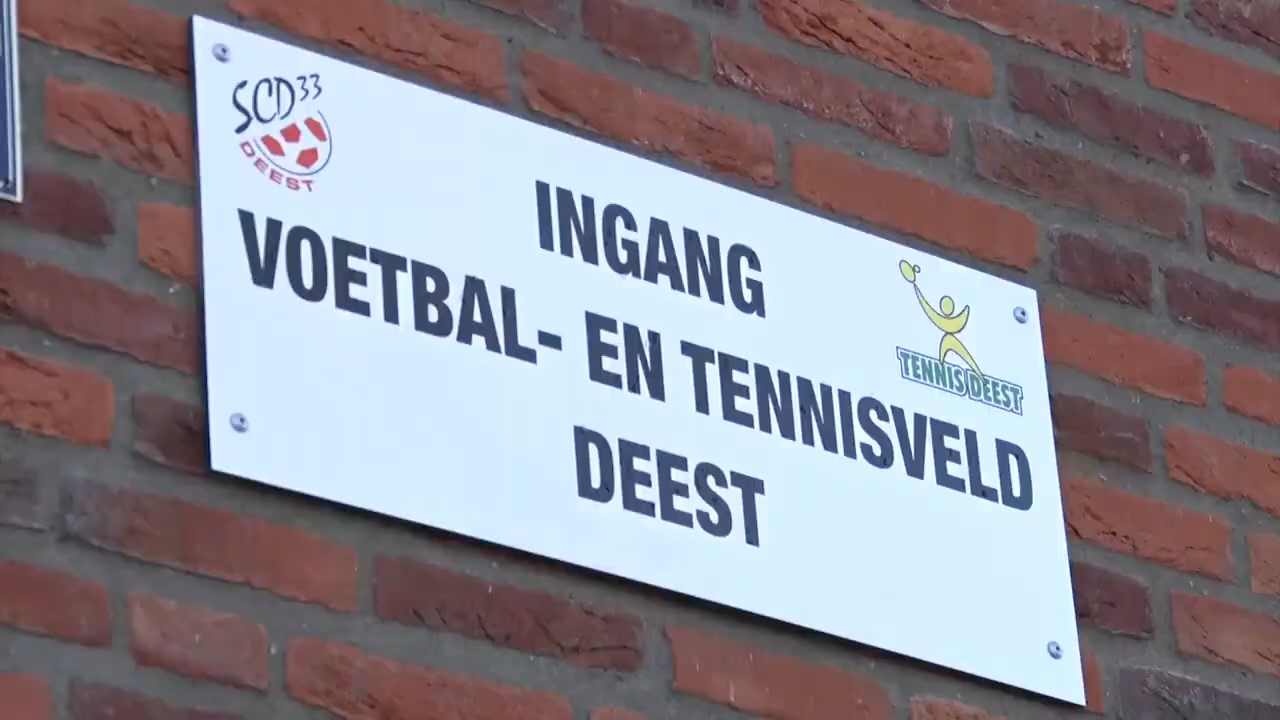 SCD33
DEEST
INGANG
VOETBAL- EN TENNISVELD
DEEST
TENNIS DEEST